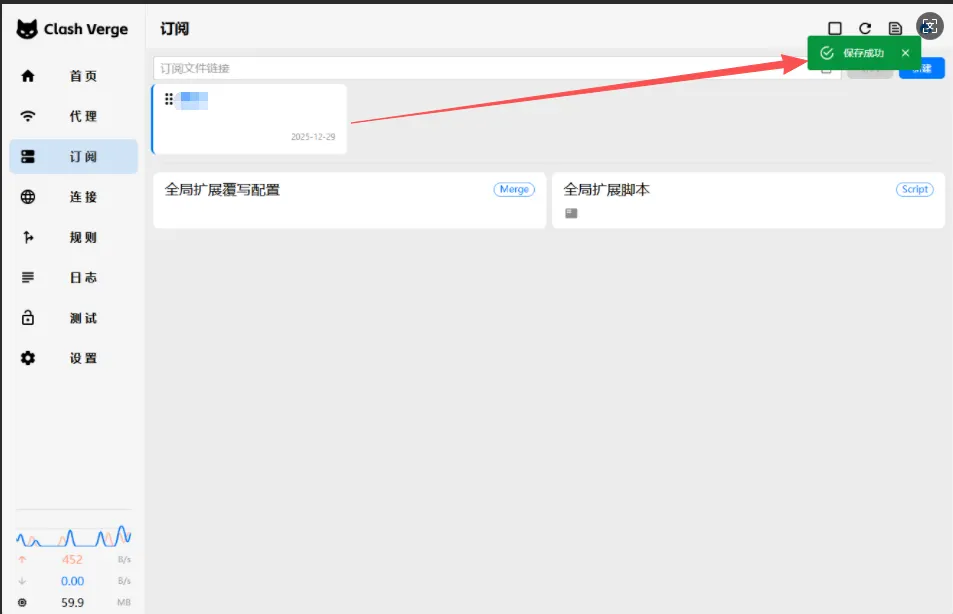 Clash Verge
订阅
首页
代理
订阅
连接
规则
日志
测试
设置
订阅文件链接
保存成功
建
2025-12-29
全局扩展覆写配置
Merge
全局扩展脚本
Script
452 B/s
0.00 B/s
59.9 MB